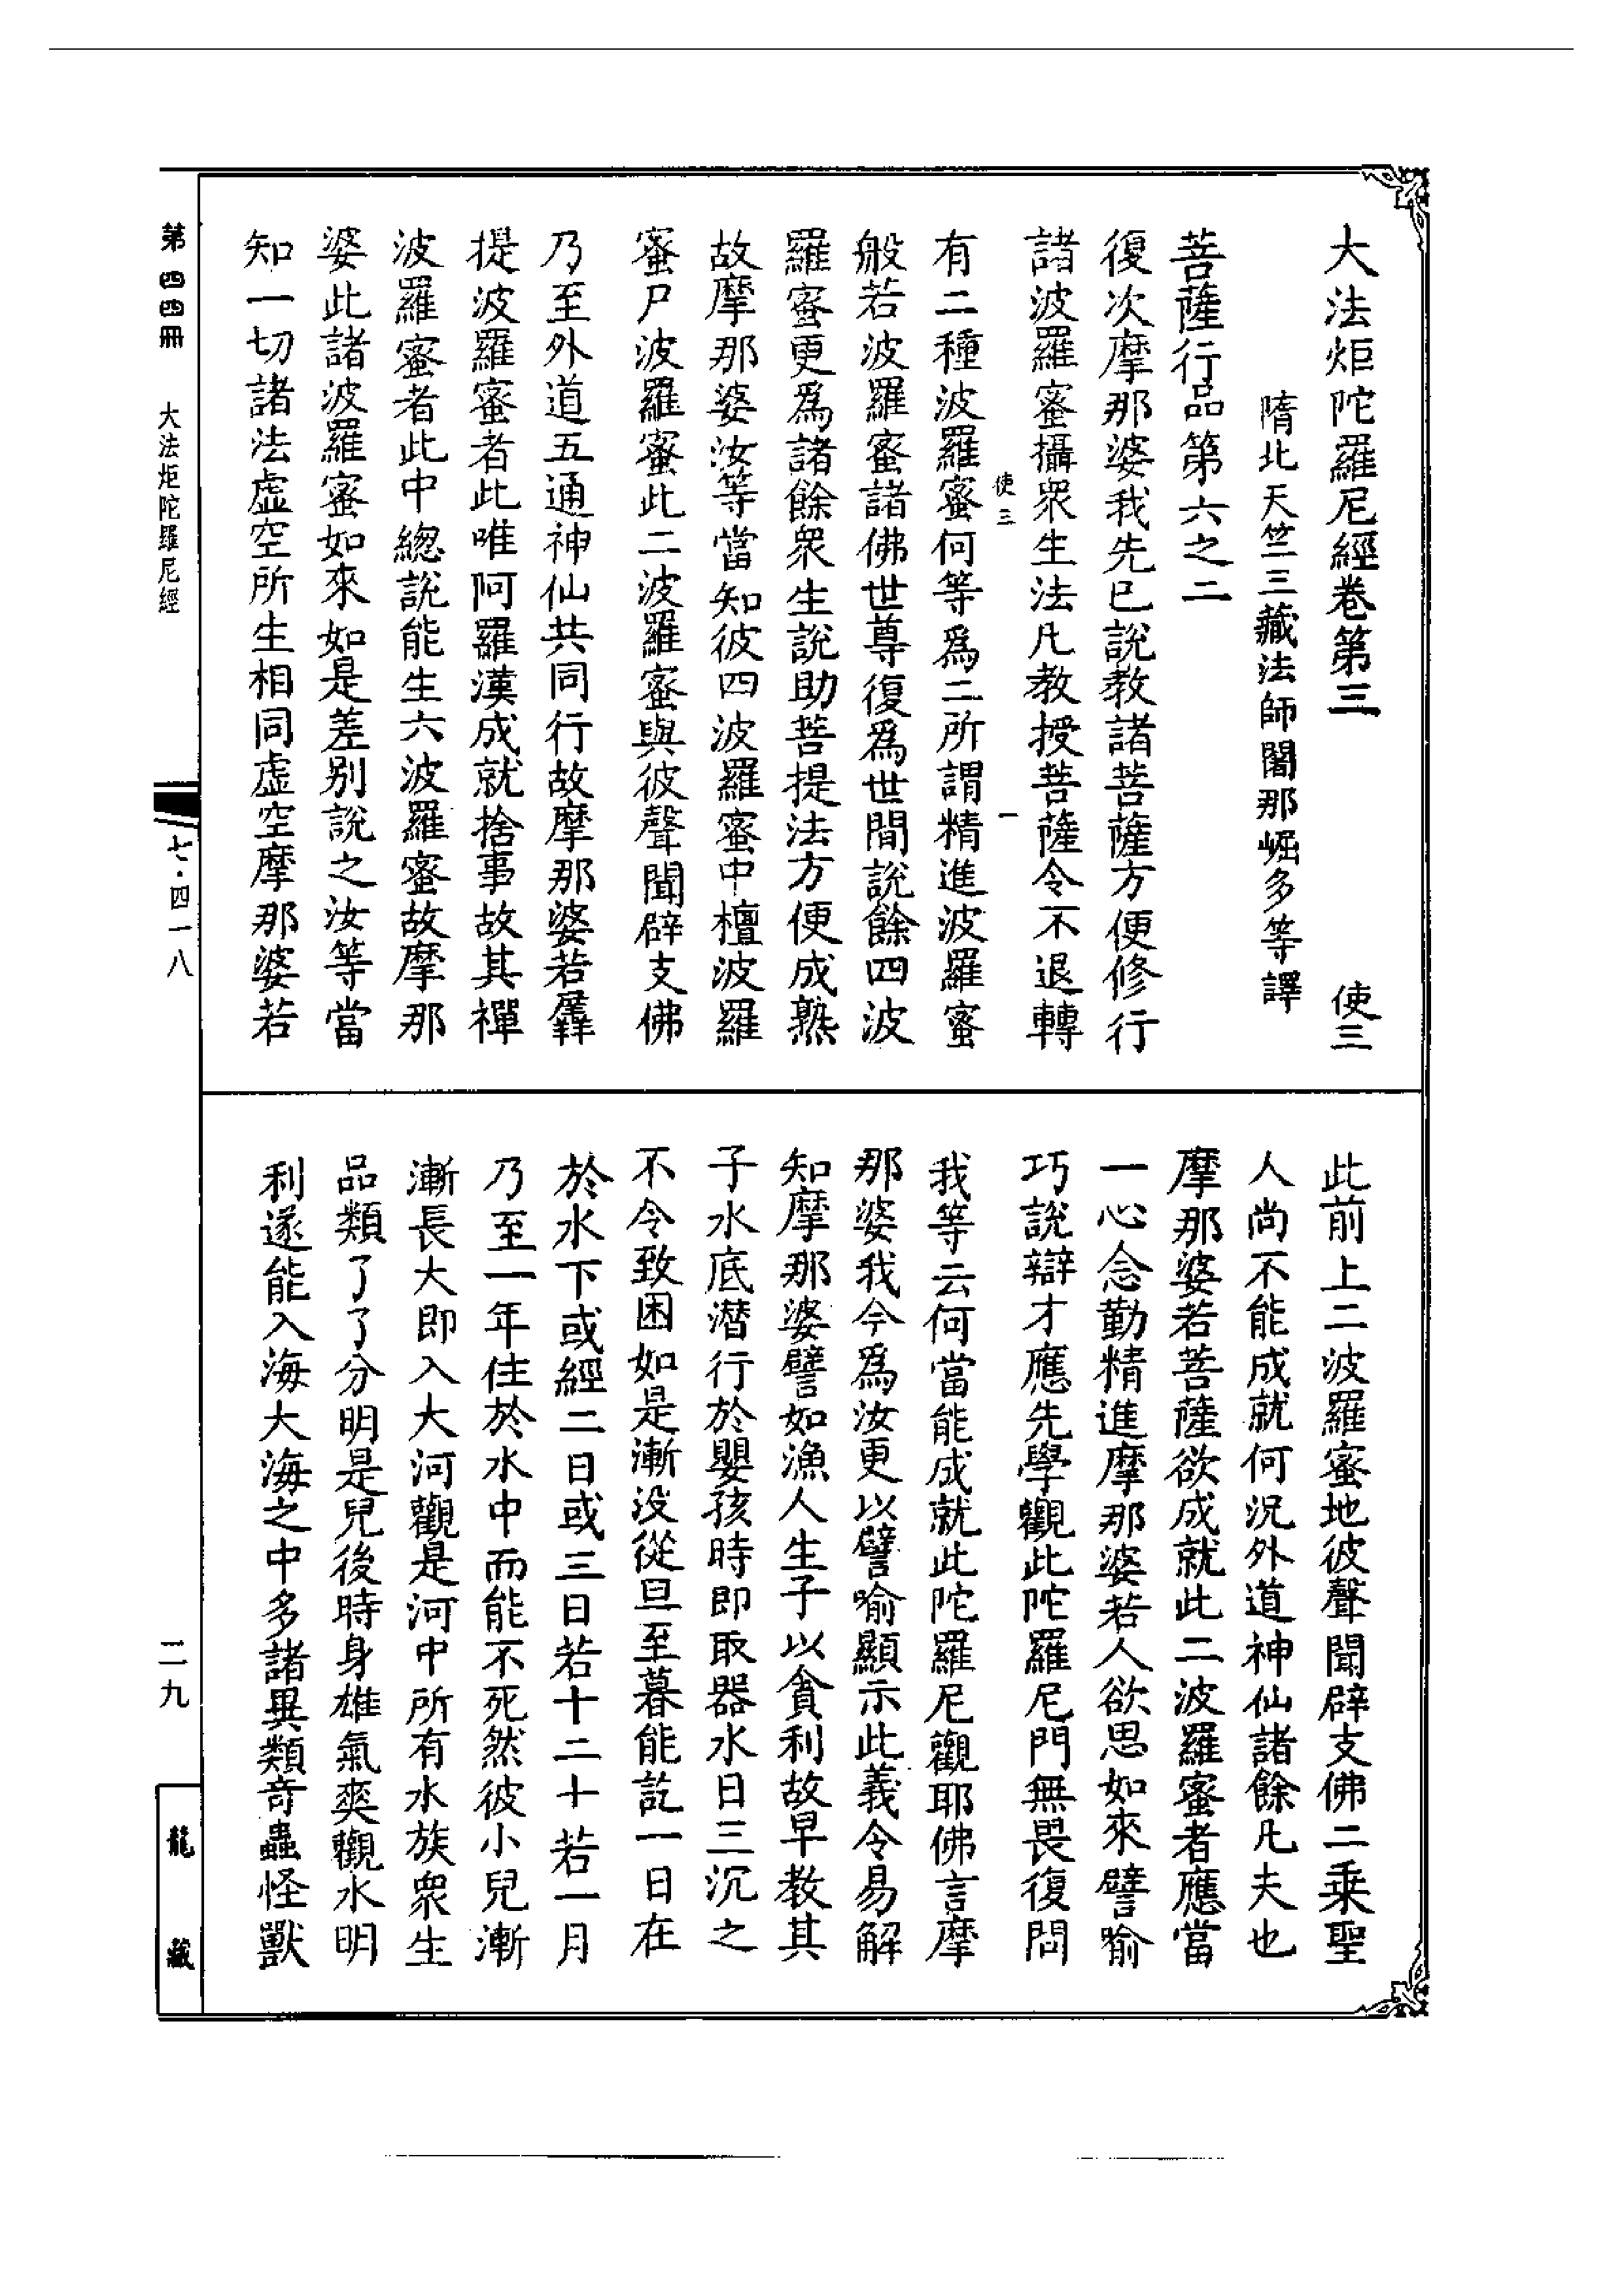 大法炬陀羅尼經卷第三　使三
隋北天竺三藏法師闍那崛多等譯
菩薩行品第六之二
復次摩那婆我先已說教諸菩薩方便修行
諸波羅蜜攝眾生法凡教授菩薩令不退轉
使三　一
有二種波羅蜜何等爲二所謂精進波羅蜜
般若波羅蜜諸佛世尊復爲世間說餘四波
羅蜜更爲諸餘眾生說助菩提法方便成熟
故摩那婆汝等當知彼四波羅蜜中檀波羅
蜜尸波羅蜜此二波羅蜜與彼聲聞辟支佛
乃至外道五通神仙共同行故摩那婆若羼
提波羅蜜者此唯阿羅漢成就捨事故其禪
波羅蜜者此中總說能生六波羅蜜故摩那
婆此諸波羅蜜如來如是差別說之汝等當
知一切諸法虛空所生相同虛空摩那婆若
此前上二波羅蜜地彼聲聞辟支佛二乘聖
人尚不能成就何況外道神仙諸餘凡夫也
摩那婆若菩薩欲成就此二波羅蜜者應當
一心念勤精進摩那婆若人欲思如來譬喻
巧說辯才應先學觀此陀羅尼門無畏復問
我等云何當能成就此陀羅尼觀耶佛言摩
那婆我今爲汝更以譬喻顯示此義令易解
知摩那婆譬如漁人生子以貪利故早教其
子水底潛行於嬰孩時即取器水日三沉之
不令致困如是漸没從旦至暮能訖一日在
於水下或經二日或三日若十二十若一月
乃至一年住於水中而能不死然彼小兒漸
漸長大即入大河觀是河中所有水族眾生
品類了了分明是兒後時身雄氣爽觀水明
利遂能入海大海之中多諸異類奇蟲怪獸
第四四冊　大法炬陀羅尼經
七·四一八
二九
龍藏